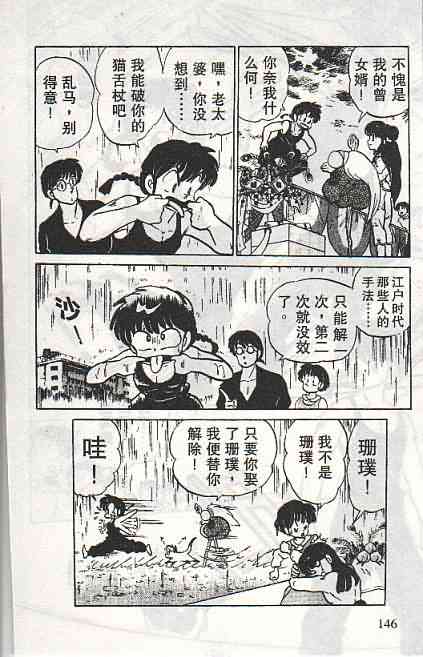 不愧是
我的曾
女婿！
你奈我什
么何！
嘿，老太
婆，你没
想到……
我能破你的
猫舌杖吧！
乱马，别
得意！
江户时代
那些人的
手法……
只能解
次，第二
次就没效
了。
沙—
珊璞！
我不是
珊璞！
只要你娶
了珊璞，
我便替你
解除！
哇！
146